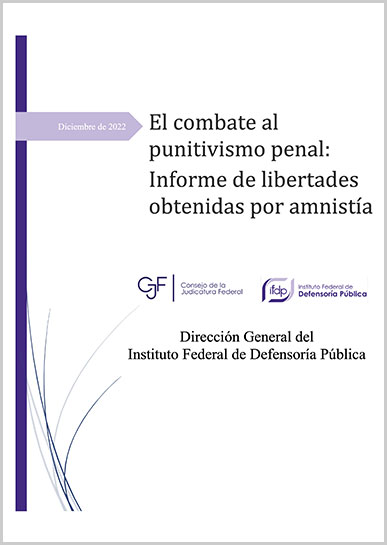 Diciembre de 2022
El combate al
punitivismo penal:
Informe de libertades
obtenidas por amnistía
CJF
Consejo de la
Judicatura Federal
ifdp
Instituto Federal de
Defensoría Pública
Dirección General del
Instituto Federal de Defensoría Pública